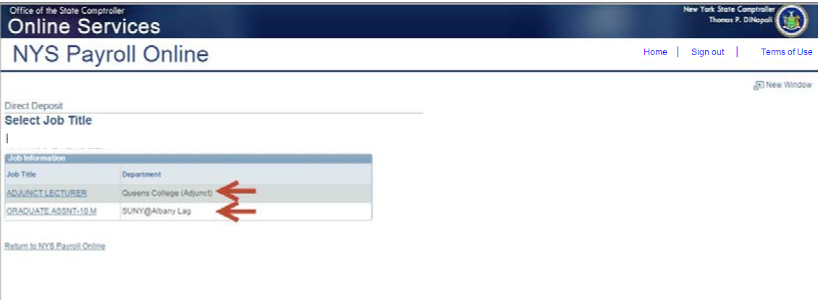 Office of the State Comptroller
Online Services
New York State Comptroller
Thomas P. DiNapoli
NYS Payroll Online
Home | Sign out | Terms of Use
New Window
Direct Deposit
Select Job Title
Job Information
Job Title Department
ADJUNCT LECTURER Queens College (Adjunct)
GRADUATE ASSNT-10 M SUNY@Albany Lag
Return to NYS Payroll Online